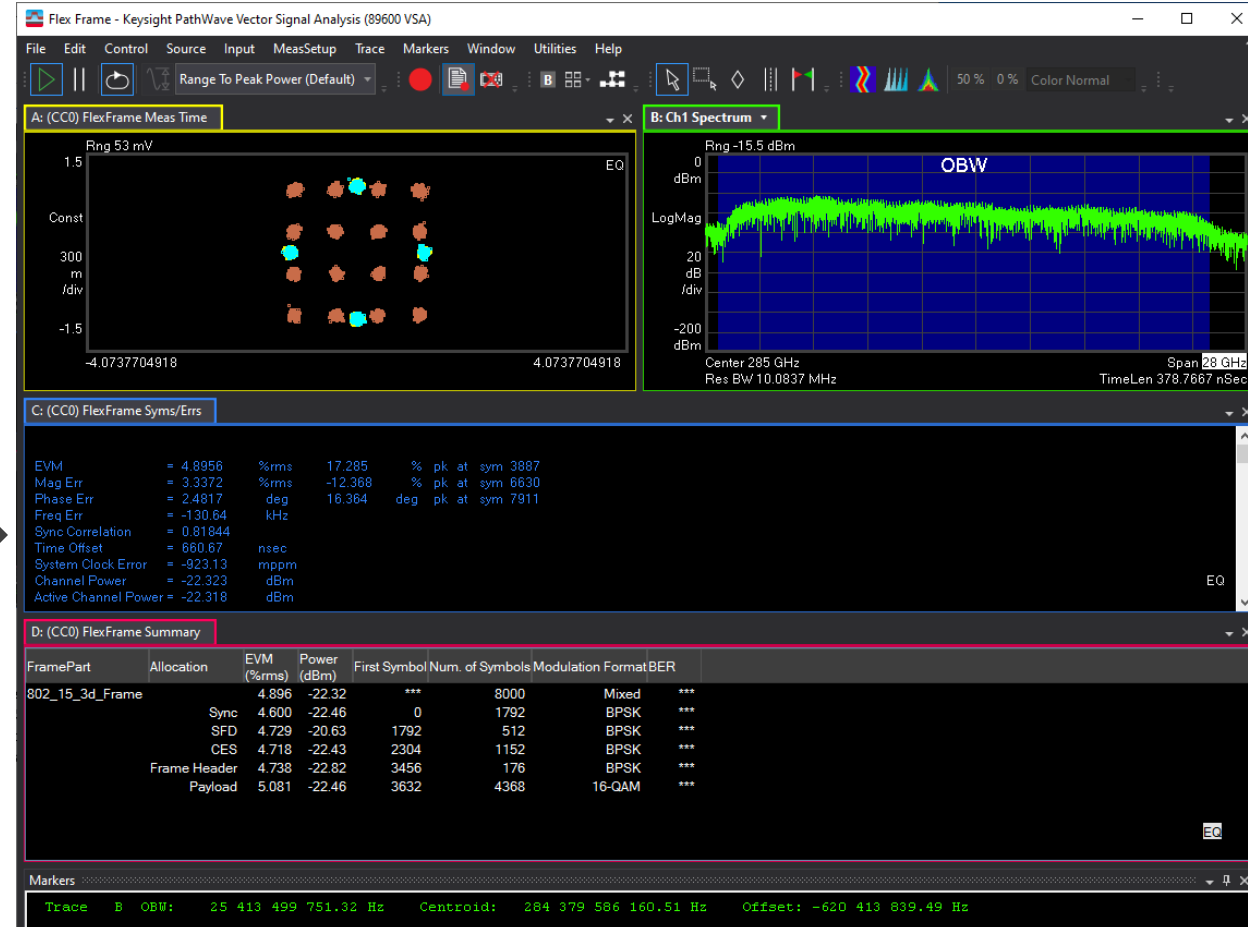 Flex Frame - Keysight PathWave Vector Signal Analysis (89600 VSA)
File Edit Control Source Input MeasSetup Trace Markers Window Utilities Help
Range To Peak Power (Default) B 50 % 0 % Color Normal
A: (CC0) FlexFrame Meas Time
Rng 53 mV
1.5
EQ
Const
300
m
/div
-1.5
-4.0737704918 4.0737704918
B: Ch1 Spectrum
Rng -15.5 dBm
0
dBm
OBW
LogMag
20
dB
/div
-200
dBm
Center 285 GHz Span 28 GHz
Res BW 10.0837 MHz TimeLen 378.7667 nSec
C: (CC0) FlexFrame Syms/Errs
EVM = 4.8956 %rms 17.285 % pk at sym 3887
Mag Err = 3.3372 %rms -12.368 % pk at sym 6630
Phase Err = 2.4817 deg 16.364 deg pk at sym 7911
Freq Err = -130.64 kHz
Sync Correlation = 0.81844
Time Offset = 660.67 nsec
System Clock Error = -923.13 mppm
Channel Power = -22.323 dBm
EQ
Active Channel Power = -22.318 dBm
D: (CC0) FlexFrame Summary
FramePart Allocation EVM (%rms) Power (dBm) First Symbol Num. of Symbols Modulation Format BER
802_15_3d_Frame 4.896 -22.32 *** 8000 Mixed ***
Sync 4.600 -22.46 0 1792 BPSK ***
SFD 4.729 -20.63 1792 512 BPSK ***
CES 4.718 -22.43 2304 1152 BPSK ***
Frame Header 4.738 -22.82 3456 176 BPSK ***
Payload 5.081 -22.46 3632 4368 16-QAM ***
EQ
Markers
Trace B OBW: 25 413 499 751.32 Hz Centroid: 284 379 586 160.51 Hz Offset: -620 413 839.49 Hz